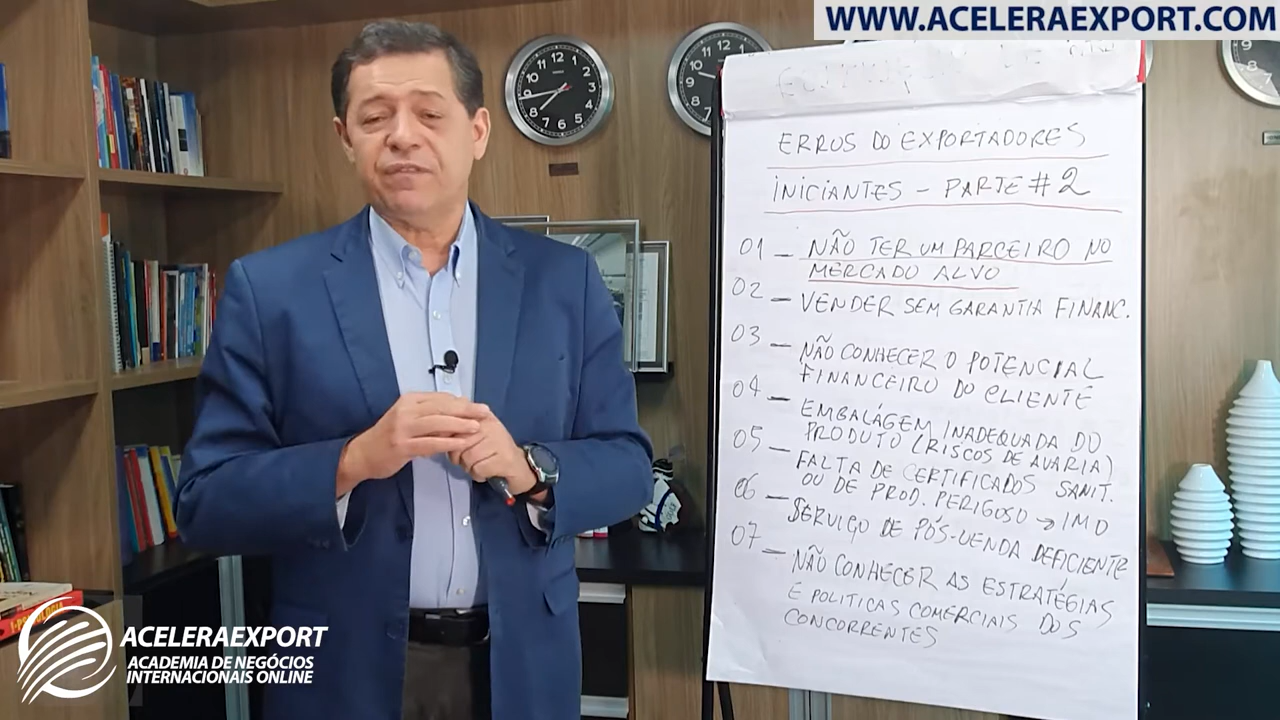 WWW.ACELERAEXPORT.COM
ERROS DO EXPORTADORES
INICIANTES - PARTE #2
01 - NÃO TER UM PARCEIRO NO
MERCADO ALVO
02 - VENDER SEM GARANTIA FINANC.
03 - NÃO CONHECER O POTENCIAL
FINANCEIRO DO CLIENTE
04 - EMBALÁGEM INADEQUADA DO
PRODUTO (RISCOS DE AVARIA)
05 - FALTA DE CERTIFICADOS SANIT.
OU DE PROD. PERIGOSO → IMO
06 - SERVIÇO DE PÓS-VENDA DEFICIENTE
07 - NÃO CONHECER AS ESTRATÉGIAS
E POLITICAS COMERCIAIS DOS
CONCORRENTES
ACELERAEXPORT
ACADEMIA DE NEGÓCIOS
INTERNACIONAIS ONLINE